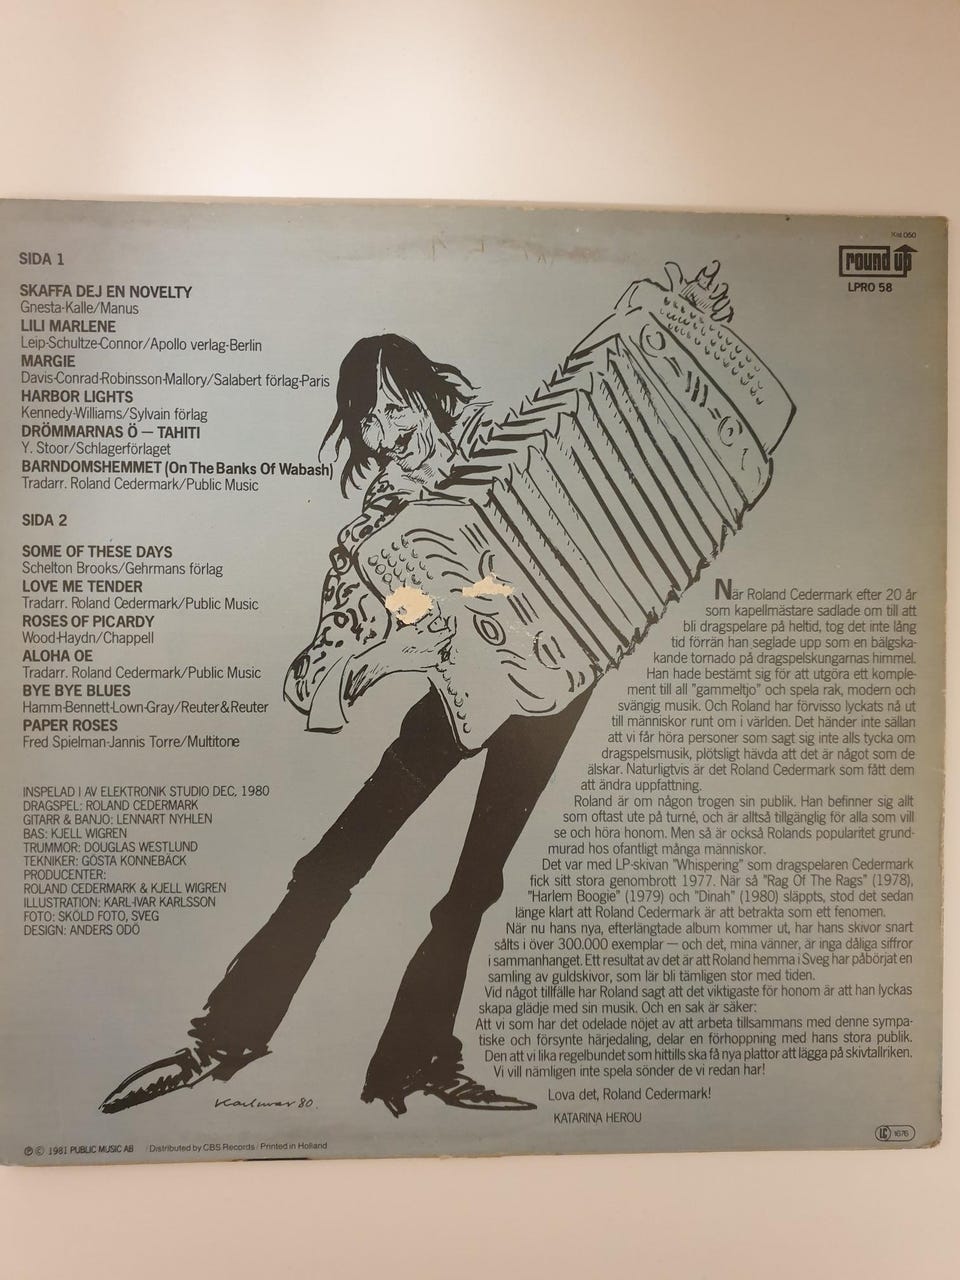 Kat 050
round up
LPRO 58
SIDA 1
SKAFFA DEJ EN NOVELTY
Gnesta-Kalle/Manus
LILI MARLENE
Leip-Schultze-Connor/Apollo verlag-Berlin
MARGIE
Davis-Conrad-Robinsson-Mallory/Salabert förlag-Paris
HARBOR LIGHTS
Kennedy-Williams/Sylvain förlag
DRÖMMARNAS Ö — TAHITI
Y. Stoor/Schlagerförlaget
BARNDOMSHEMMET (On The Banks Of Wabash)
Tradarr. Roland Cedermark/Public Music
SIDA 2
SOME OF THESE DAYS
Schelton Brooks/Gehrmans förlag
LOVE ME TENDER
Tradarr. Roland Cedermark/Public Music
ROSES OF PICARDY
Wood-Haydn/Chappell
ALOHA OE
Tradarr. Roland Cedermark/Public Music
BYE BYE BLUES
Hamm-Bennett-Lown-Gray/Reuter & Reuter
PAPER ROSES
Fred Spielman-Jannis Torre/Multitone
INSPELAD I AV ELEKTRONIK STUDIO DEC, 1980
DRAGSPEL: ROLAND CEDERMARK
GITARR & BANJO: LENNART NYHLEN
BAS: KJELL WIGREN
TRUMMOR: DOUGLAS WESTLUND
TEKNIKER: GÖSTA KONNEBÄCK
PRODUCENTER:
ROLAND CEDERMARK & KJELL WIGREN
ILLUSTRATION: KARL-IVAR KARLSSON
FOTO: SKÖLD FOTO, SVEG
DESIGN: ANDERS ODÖ
När Roland Cedermark efter 20 år
som kapellmästare sadlade om till att
bli dragspelare på heltid, tog det inte lång
tid förrän han seglade upp som en bälgska-
kande tornado på dragspelskungarnas himmel.
Han hade bestämt sig för att utgöra ett komple-
ment till all "gammeltjo" och spela rak, modern och
svängig musik. Och Roland har förvisso lyckats nå ut
till människor runt om i världen. Det händer inte sällan
att vi får höra personer som sagt sig inte alls tycka om
dragspelsmusik, plötsligt hävda att det är något som de
älskar. Naturligtvis är det Roland Cedermark som fått dem
att ändra uppfattning.
Roland är om någon trogen sin publik. Han befinner sig allt
som oftast ute på turné, och är alltså tillgänglig för alla som vill
se och höra honom. Men så är också Rolands popularitet grund-
murad hos ofantligt många människor.
Det var med LP-skivan "Whispering" som dragspelaren Cedermark
fick sitt stora genombrott 1977. När så "Rag Of The Rags" (1978),
"Harlem Boogie" (1979) och "Dinah" (1980) släppts, stod det sedan
länge klart att Roland Cedermark är att betrakta som ett fenomen.
När nu hans nya, efterlängtade album kommer ut, har hans skivor snart
sålts i över 300.000 exemplar — och det, mina vänner, är inga dåliga siffror
i sammanhanget. Ett resultat av det är att Roland hemma i Sveg har påbörjat en
samling av guldskivor, som lär bli tämligen stor med tiden.
Vid något tillfälle har Roland sagt att det viktigaste för honom är att han lyckas
skapa glädje med sin musik. Och en sak är säker:
Att vi som har det odelade nöjet av att arbeta tillsammans med denne sympa-
tiske och försynte härjedaling, delar en förhoppning med hans stora publik.
Den att vi lika regelbundet som hittills ska få nya plattor att lägga på skivtallriken.
Vi vill nämligen inte spela sönder de vi redan har!
Lova det, Roland Cedermark!
KATARINA HEROU
Karlivar 80.
℗ © 1981 PUBLIC MUSIC AB / Distributed by CBS Records / Printed in Holland
LC 1676